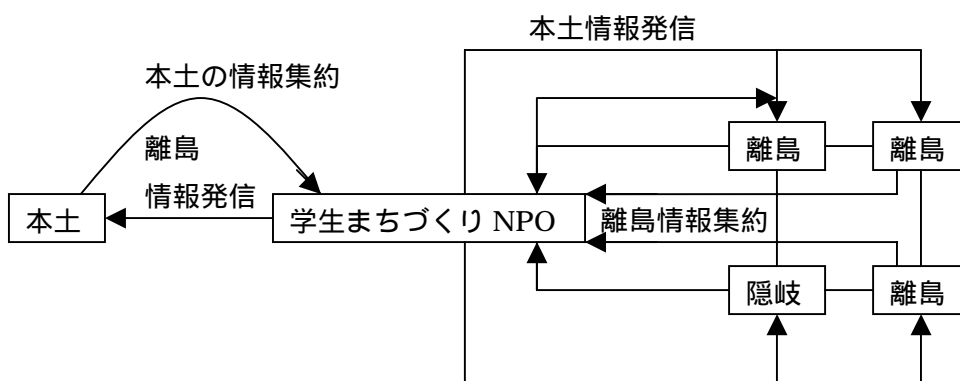 本土情報発信
本土の情報集約
離島
離島
離島
情報発信
本土
学生まちづくり NPO
離島情報集約
隠岐
離島